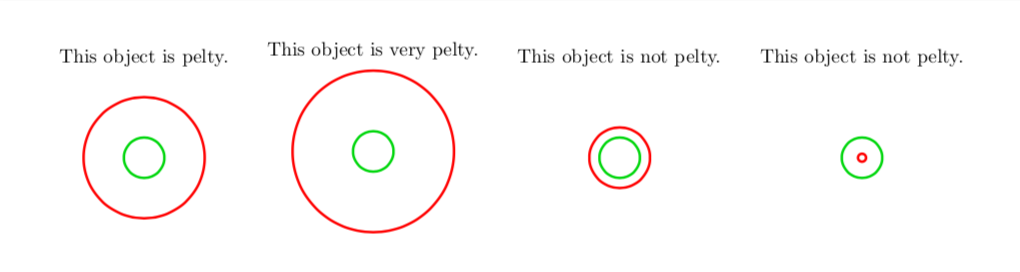 This object is pelty.
This object is very pelty.
This object is not pelty.
This object is not pelty.